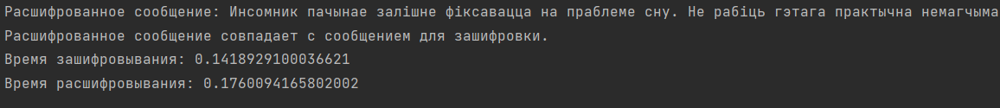 Расшифрованное сообщение: Инсомник пачынае залішне фіксавацца на праблеме сну. Не рабіць гэтага практычна немагчыма
Расшифрованное сообщение совпадает с сообщением для зашифровки.
Время зашифровывания: 0.1418929100036621
Время расшифровывания: 0.1760094165802002